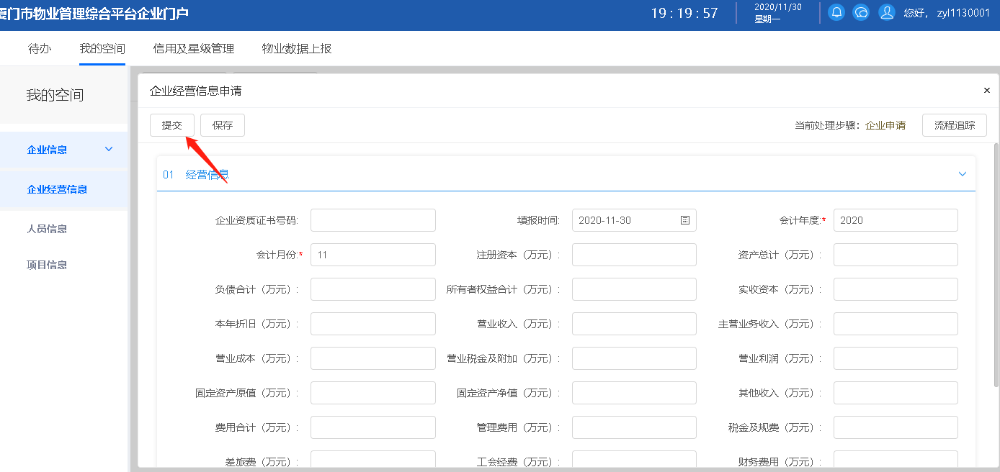 厦门市物业管理综合平台企业门户
19:19:57
2020/11/30
星期一
您好, zyl1130001
待办 我的空间 信用及星级管理 物业数据上报
我的空间
企业信息
企业经营信息
人员信息
项目信息
企业经营信息申请 ×
提交 保存 当前处理步骤: 企业申请 流程追踪
01 经营信息
企业资质证书号码: 填报时间: 2020-11-30 会计年度:* 2020
会计月份:* 11 注册资本（万元）: 资产总计（万元）:
负债合计（万元）: 所有者权益合计（万元）: 实收资本（万元）:
本年折旧（万元）: 营业收入（万元）: 主营业务收入（万元）:
营业成本（万元）: 营业税金及附加（万元）: 营业利润（万元）:
固定资产原值（万元）: 固定资产净值（万元）: 其他收入（万元）:
费用合计（万元）: 管理费用（万元）: 税金及规费（万元）:
差旅费（万元）: 工会经费（万元）: 财务费用（万元）: